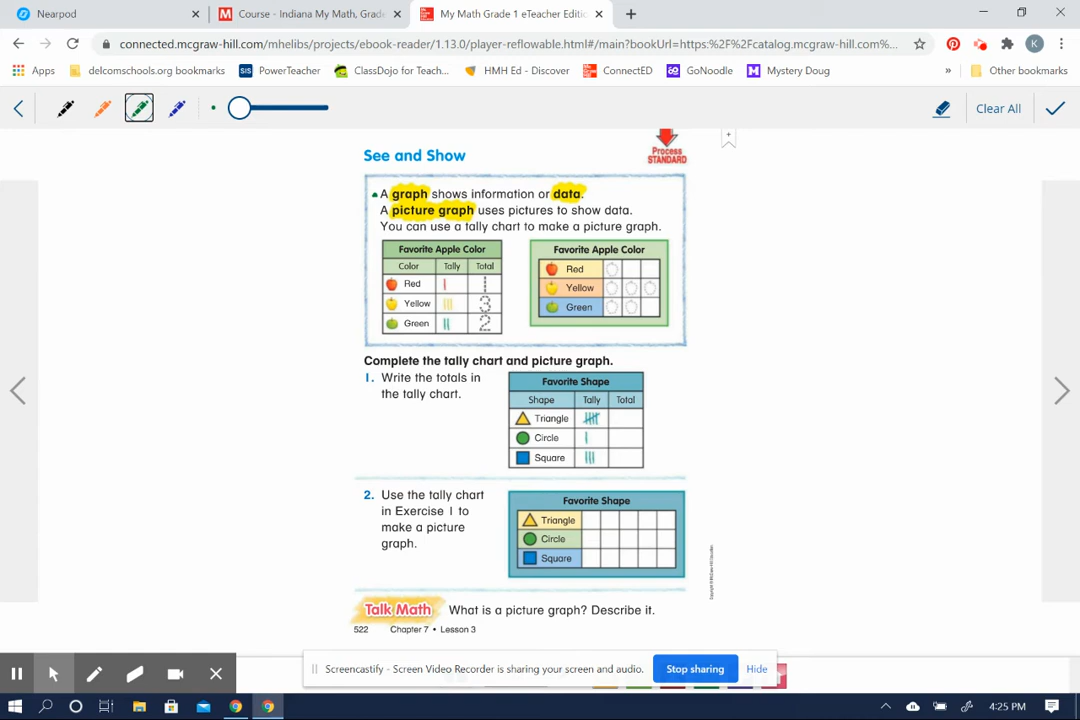 Nearpod
Course - Indiana My Math, Grade
My Math Grade 1 eTeacher Editi
connected.mcgraw-hill.com/mhelibs/projects/ebook-reader/1.13.0/player-reflowable.html#/main?bookUrl=https:%2F%2Fcatalog.mcgraw-hill.com%...
K
Apps
delcomschools.org bookmarks
SIS PowerTeacher
ClassDojo for Teach...
HMH Ed - Discover
ConnectED
GoNoodle
Mystery Doug
»
Other bookmarks
Clear All
Process
STANDARD
See and Show
A graph shows information or data.
A picture graph uses pictures to show data.
You can use a tally chart to make a picture graph.
Favorite Apple Color
Color Tally Total
Red 1
Yellow 3
Green 2
Favorite Apple Color
Red
Yellow
Green
Complete the tally chart and picture graph.
1. Write the totals in
the tally chart.
Favorite Shape
Shape Tally Total
Triangle
Circle
Square
2. Use the tally chart
in Exercise 1 to
make a picture
graph.
Favorite Shape
Triangle
Circle
Square
Talk Math What is a picture graph? Describe it.
522 Chapter 7 • Lesson 3
Screencastify - Screen Video Recorder is sharing your screen and audio.
Stop sharing
Hide
4:25 PM